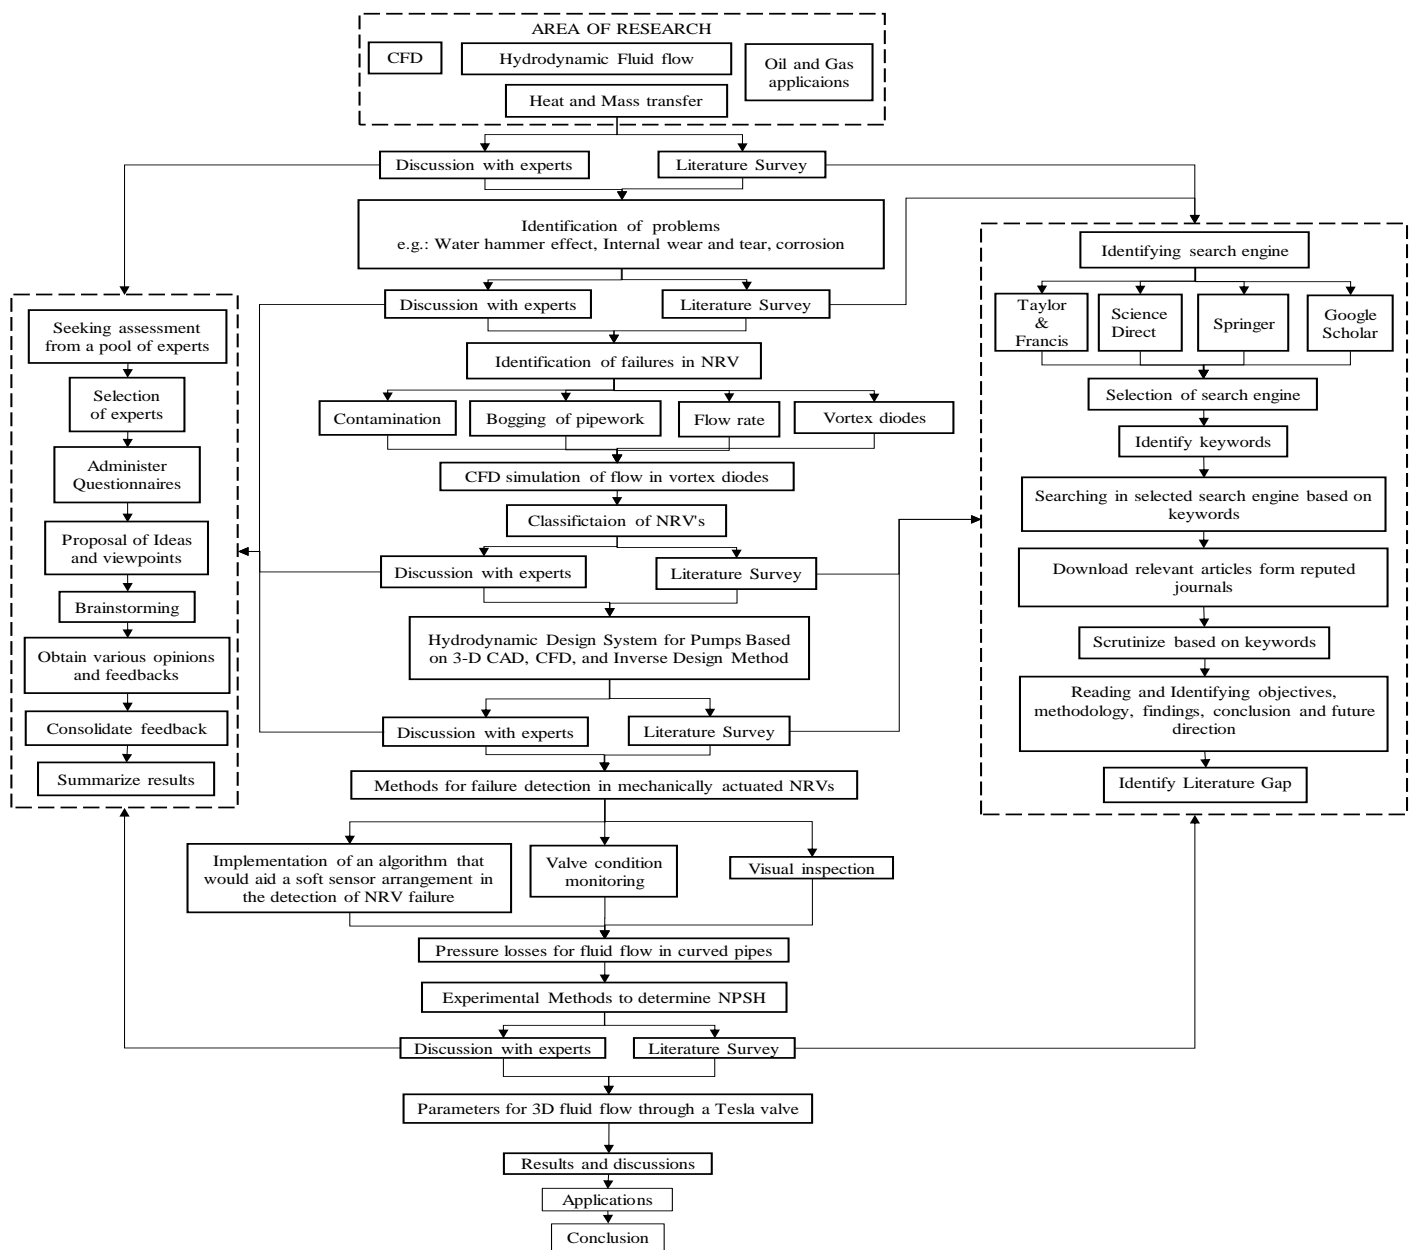 AREA OF RESEARCH
CFD
Hydrodynamic Fluid flow
Oil and Gas
applicaions
Heat and Mass transfer
Discussion with experts
Literature Survey
Identification of problems
e.g.: Water hammer effect, Internal wear and tear, corrosion
Discussion with experts
Literature Survey
Identification of failures in NRV
Contamination
Bogging of pipework
Flow rate
Vortex diodes
CFD simulation of flow in vortex diodes
Classifictaion of NRV's
Discussion with experts
Literature Survey
Hydrodynamic Design System for Pumps Based
on 3-D CAD, CFD, and Inverse Design Method
Discussion with experts
Literature Survey
Methods for failure detection in mechanically actuated NRVs
Implementation of an algorithm that
would aid a soft sensor arrangement in
the detection of NRV failure
Valve condition
monitoring
Visual inspection
Pressure losses for fluid flow in curved pipes
Experimental Methods to determine NPSH
Discussion with experts
Literature Survey
Parameters for 3D fluid flow through a Tesla valve
Results and discussions
Applications
Conclusion
Seeking assessment
from a pool of experts
Selection
of experts
Administer
Questionnaires
Proposal of Ideas
and viewpoints
Brainstorming
Obtain various opinions
and feedbacks
Consolidate feedback
Summarize results
Identifying search engine
Taylor
&
Francis
Science
Direct
Springer
Google
Scholar
Selection of search engine
Identify keywords
Searching in selected search engine based on
keywords
Download relevant articles form reputed
journals
Scrutinize based on keywords
Reading and Identifying objectives,
methodology, findings, conclusion and future
direction
Identify Literature Gap